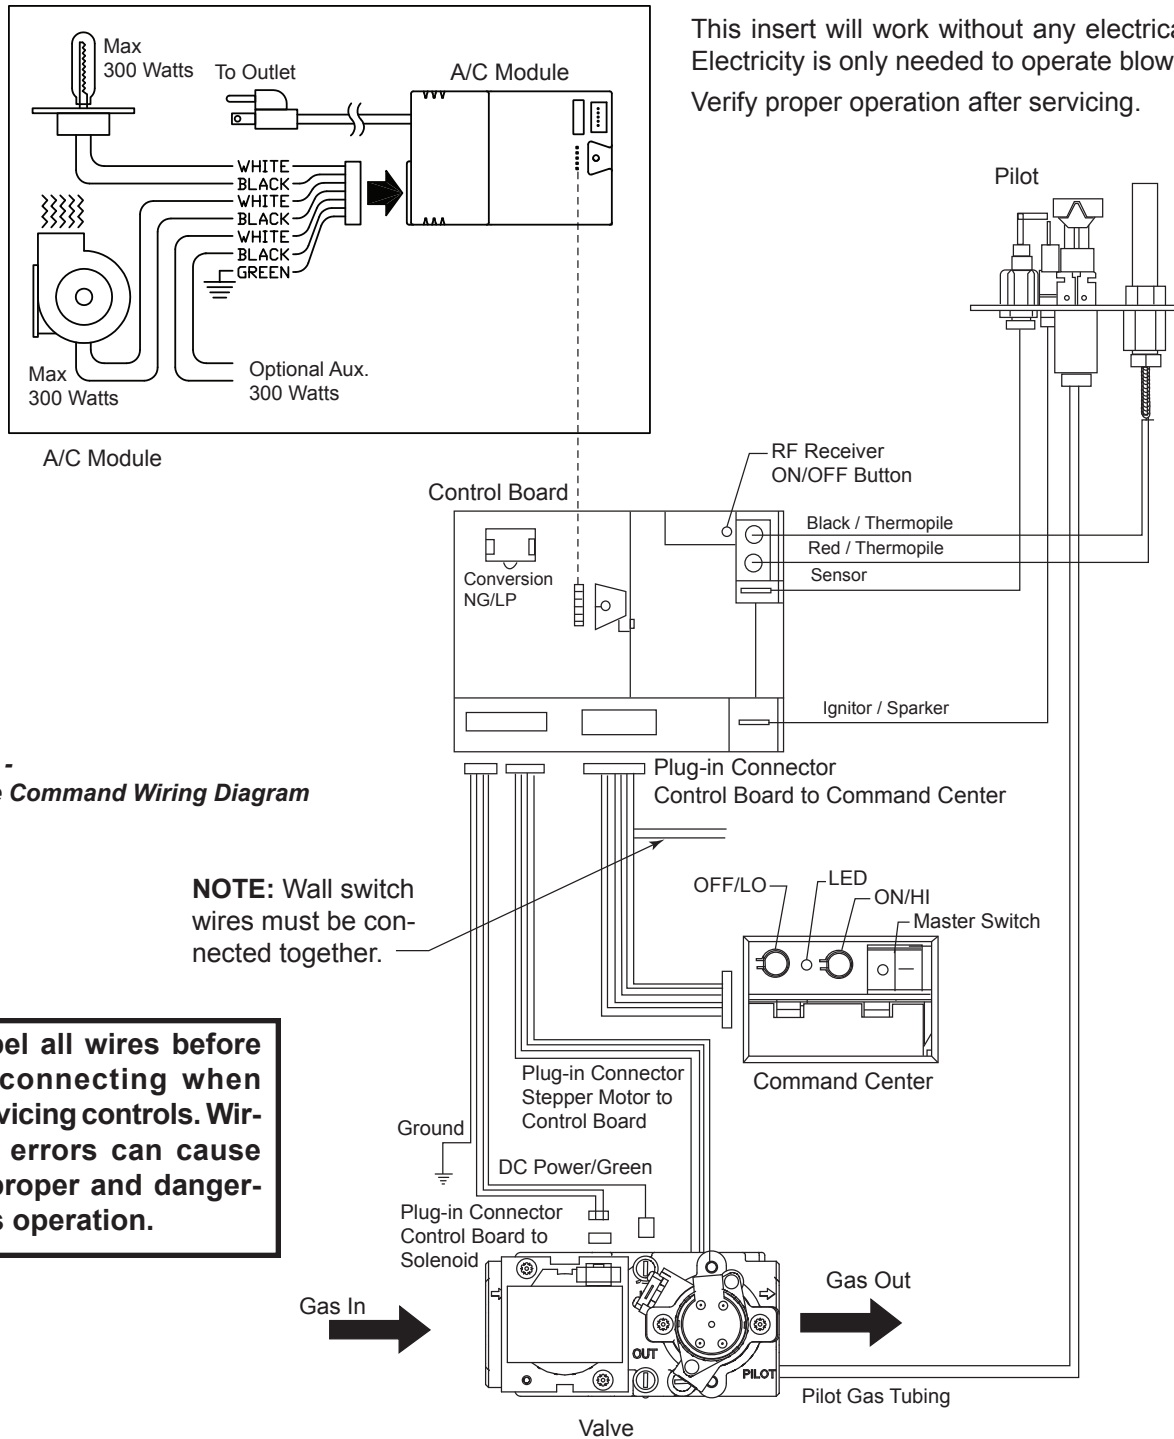 This insert will work without any electrica
Electricity is only needed to operate blow
Verify proper operation after servicing.
Max
300 Watts
To Outlet
A/C Module
WHITE
BLACK
WHITE
BLACK
WHITE
BLACK
GREEN
Max
300 Watts
Optional Aux.
300 Watts
A/C Module
Pilot
Control Board
RF Receiver
ON/OFF Button
Conversion
NG/LP
Black / Thermopile
Red / Thermopile
Sensor
Ignitor / Sparker
-
e Command Wiring Diagram
Plug-in Connector
Control Board to Command Center
NOTE: Wall switch
wires must be con-
nected together.
OFF/LO
LED
ON/HI
Master Switch
Command Center
bel all wires before
connecting when
vicing controls. Wir-
errors can cause
proper and danger-
s operation.
Plug-in Connector
Stepper Motor to
Control Board
Ground
DC Power/Green
Plug-in Connector
Control Board to
Solenoid
Gas In
Gas Out
OUT
PILOT
Pilot Gas Tubing
Valve